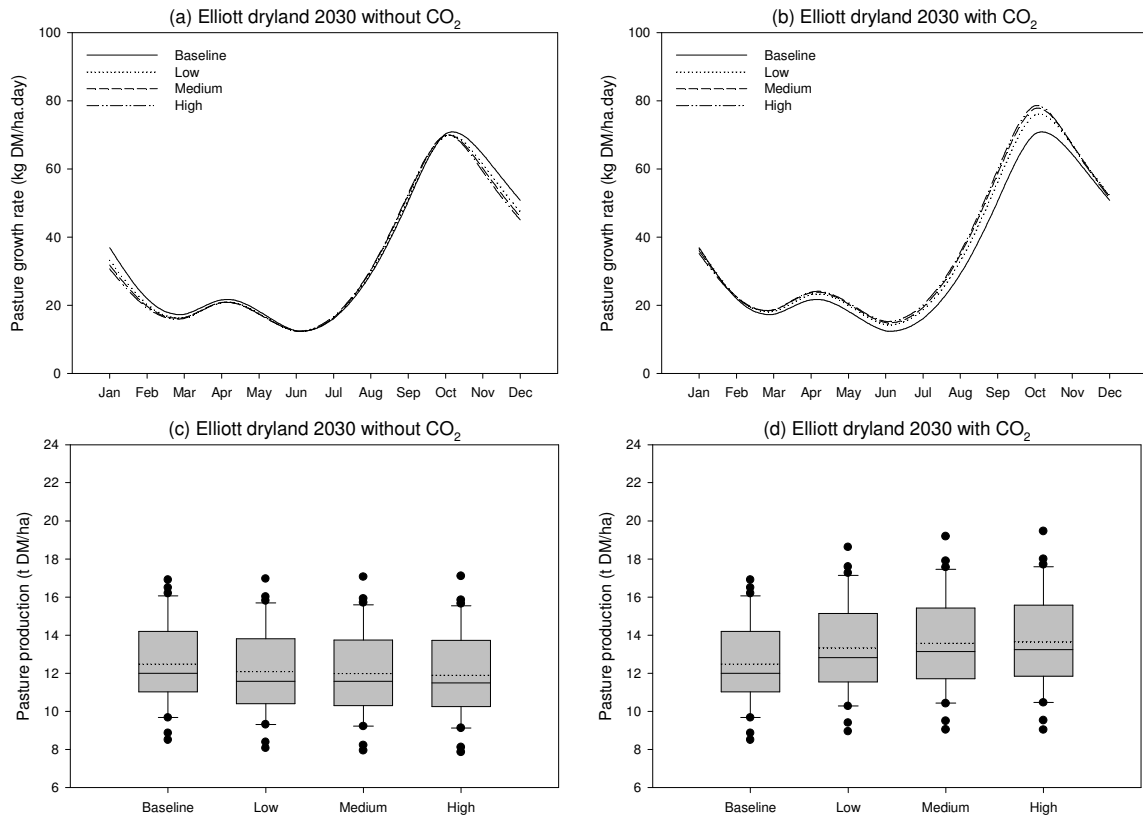 (a) Elliott dryland 2030 without CO₂
Pasture growth rate (kg DM/ha.day)
100
80
60
40
20
0
Baseline
Low
Medium
High
Jan Feb Mar Apr May Jun Jul Aug Sep Oct Nov Dec
(b) Elliott dryland 2030 with CO₂
Pasture growth rate (kg DM/ha.day)
100
80
60
40
20
0
Baseline
Low
Medium
High
Jan Feb Mar Apr May Jun Jul Aug Sep Oct Nov Dec
(c) Elliott dryland 2030 without CO₂
Pasture production (t DM/ha)
24
22
20
18
16
14
12
10
8
6
Baseline Low Medium High
(d) Elliott dryland 2030 with CO₂
Pasture production (t DM/ha)
24
22
20
18
16
14
12
10
8
6
Baseline Low Medium High